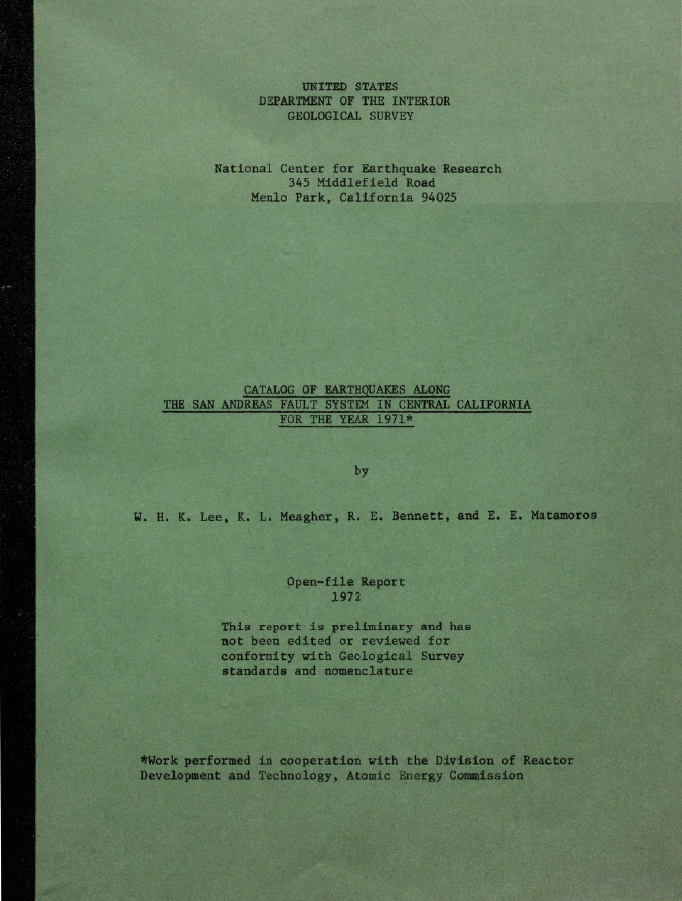 UNITED STATES
DEPARTMENT OF THE INTERIOR
GEOLOGICAL SURVEY
National Center for Earthquake Research
345 Middlefield Road
Menlo Park, California 94025
CATALOG OF EARTHQUAKES ALONG
THE SAN ANDREAS FAULT SYSTEM IN CENTRAL CALIFORNIA
FOR THE YEAR 1971*
by
W. H. K. Lee, K. L. Meagher, R. E. Bennett, and E. E. Matamoros
Open-file Report
1972
This report is preliminary and has
not been edited or reviewed for
confornity with Geological Survey
standards and nomenclature
*Work performed in cooperation with the Division of Reactor
Development and Technology, Atomic Energy Commission